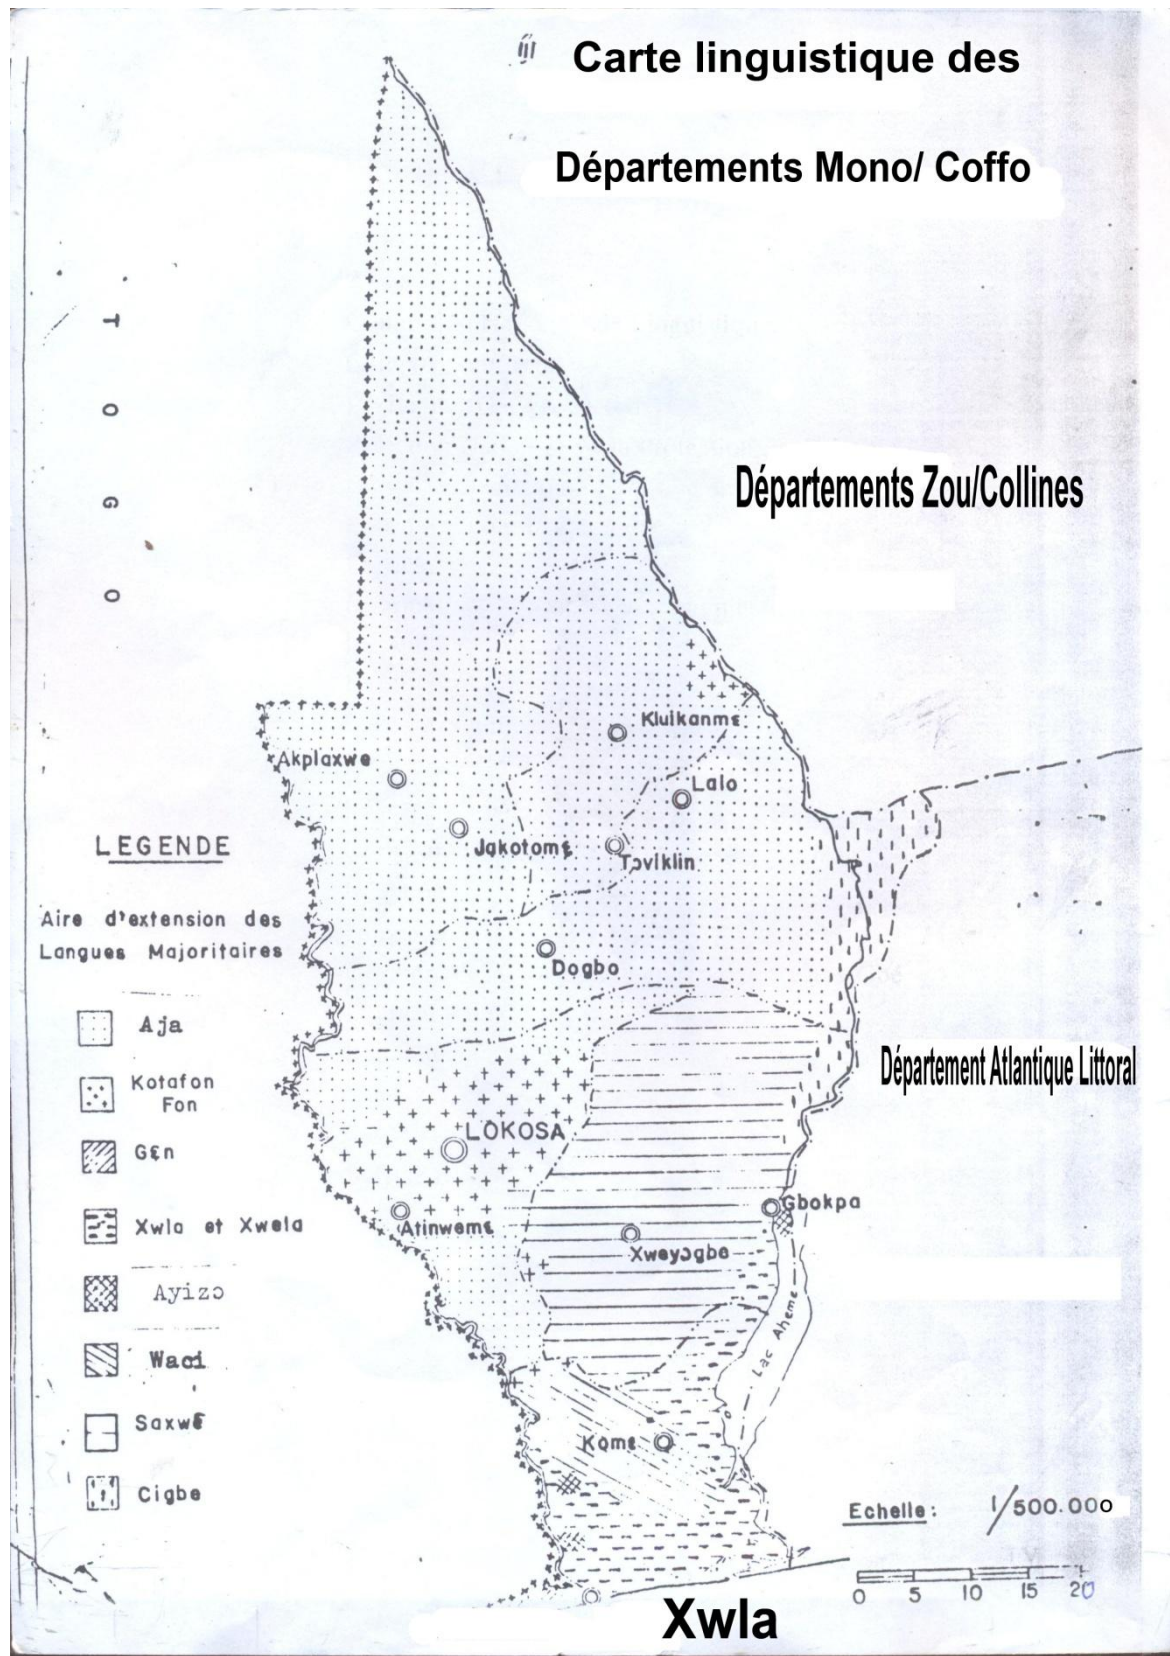 Carte linguistique des
Départements Mono/ Coffo
T
O
G
O
Départements Zou/Collines
Kluikanmɛ
Akplaxwe
Lalo
Jakotomɛ
Tɔviklin
Dogbo
Département Atlantique Littoral
LOKOSA
Atinwemɛ
Gbokpa
Xweyɔgbe
Lac Aheme
Komɛ
LEGENDE
Aire d'extension des
Langues Majoritaires
Aja
Kotafon
Fon
Gɛn
Xwla et Xwela
Ayizɔ
Waci
Saxwɛ
Cigbe
Echelle: 1/500.000
0 5 10 15 20
Xwla